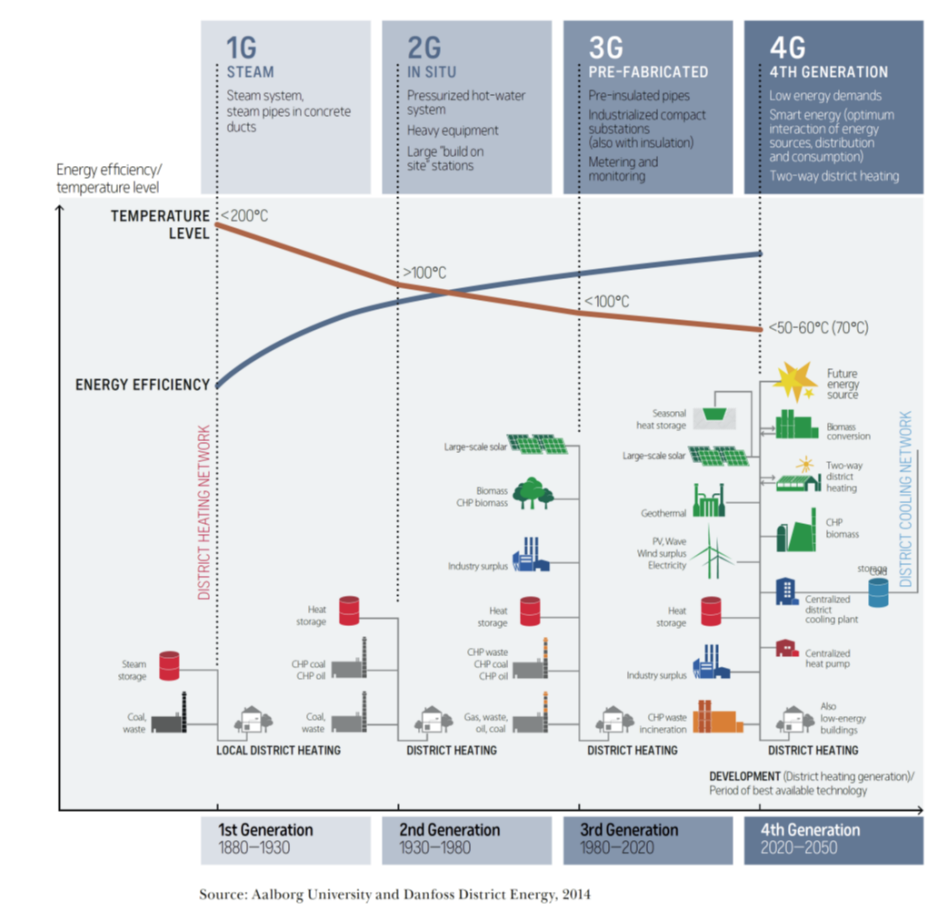 1G
STEAM
Steam system,
steam pipes in concrete
ducts
2G
IN SITU
Pressurized hot-water
system
Heavy equipment
Large "build on
site" stations
3G
PRE-FABRICATED
Pre-insulated pipes
Industrialized compact
substations
(also with insulation)
Metering and
monitoring
4G
4TH GENERATION
Low energy demands
Smart energy (optimum
interaction of energy
sources, distribution
and consumption)
Two-way district heating
Energy efficiency/
temperature level
TEMPERATURE
LEVEL
<200°C
>100°C
<100°C
<50-60°C (70°C)
ENERGY EFFICIENCY
DISTRICT HEATING NETWORK
Steam
storage
Coal,
waste
LOCAL DISTRICT HEATING
Heat
storage
CHP coal
CHP oil
Coal,
waste
DISTRICT HEATING
Large-scale solar
Biomass
CHP biomass
Industry surplus
Heat
storage
CHP waste
CHP coal
CHP oil
Gas, waste,
oil, coal
DISTRICT HEATING
Seasonal
heat storage
Large-scale solar
Geothermal
PV, Wave
Wind surplus
Electricity
Heat
storage
Industry surplus
CHP waste
incineration
Future
energy
source
Biomass
conversion
Two-way
district
heating
CHP
biomass
Centralized
district
cooling plant
Cold
storage
Centralized
heat pump
Also
low-energy
buildings
DISTRICT HEATING
DISTRICT COOLING NETWORK
DEVELOPMENT (District heating generation)/
Period of best available technology
1st Generation
1880–1930
2nd Generation
1930–1980
3rd Generation
1980–2020
4th Generation
2020–2050
Source: Aalborg University and Danfoss District Energy, 2014